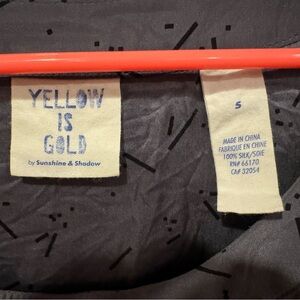 YELLOW
IS
GOLD
by Sunshine & Shadow
S
MADE IN CHINA
FABRIQUE EN CHINE
100% SILK/SOIE
RN# 66170
CA# 32054